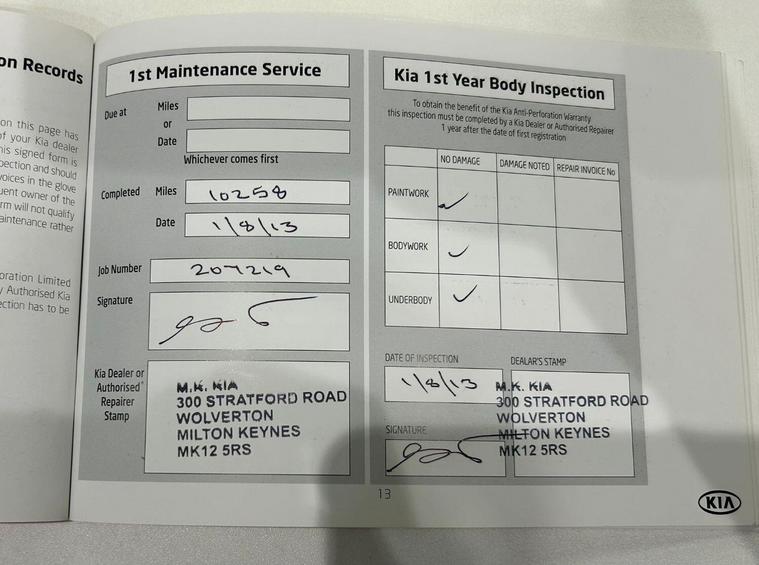 on Records
on this page has
of your Kia dealer
his signed form is
pection and should
voices in the glove
uent owner of the
rm will not qualify
aintenance rather
oration Limited
y Authorised Kia
ection has to be
1st Maintenance Service
Due at
Miles
or
Date
Whichever comes first
Completed
Miles
10258
Date
1/8/13
Job Number
207219
Signature
Kia Dealer or
Authorised*
Repairer
Stamp
M.K. KIA
300 STRATFORD ROAD
WOLVERTON
MILTON KEYNES
MK12 5RS
Kia 1st Year Body Inspection
To obtain the benefit of the Kia Anti-Perforation Warranty
this inspection must be completed by a Kia Dealer or Authorised Repairer
1 year after the date of first registration
NO DAMAGE DAMAGE NOTED REPAIR INVOICE No
PAINTWORK
BODYWORK
UNDERBODY
DATE OF INSPECTION
1/8/13
SIGNATURE
DEALAR'S STAMP
M.K. KIA
300 STRATFORD ROAD
WOLVERTON
MILTON KEYNES
MK12 5RS
13
KIA